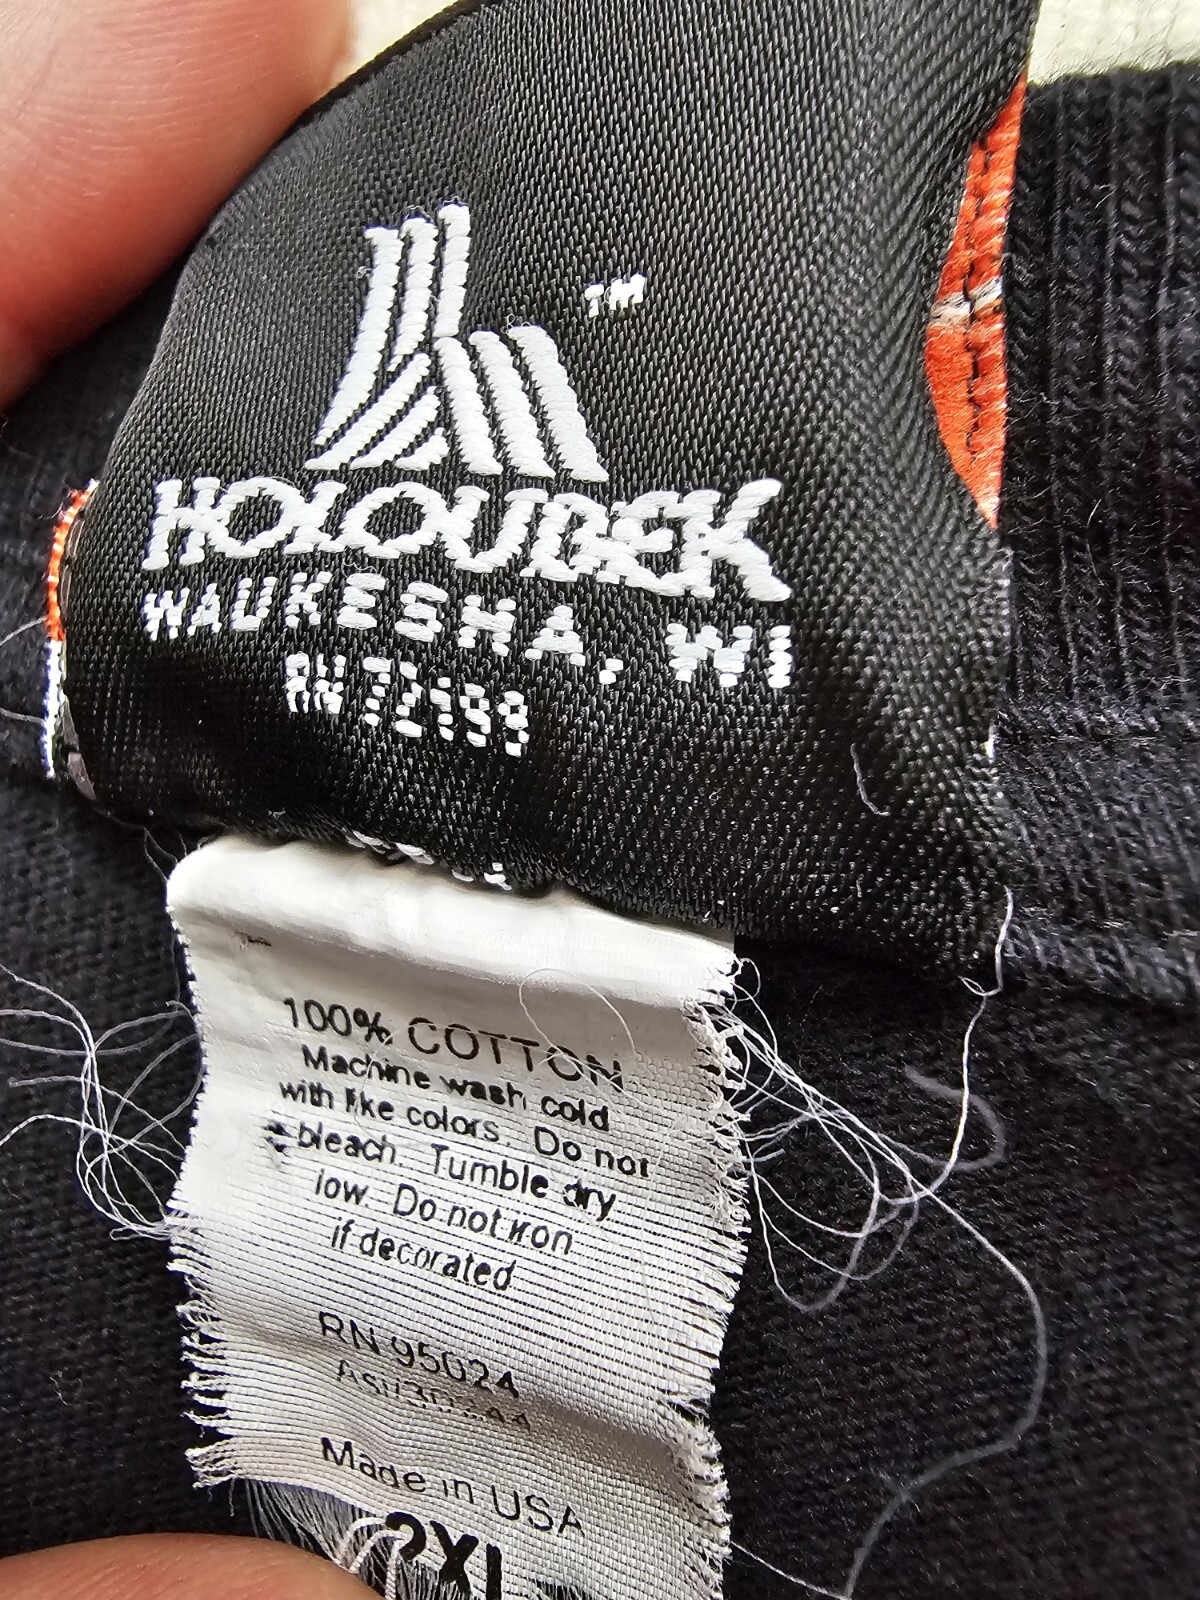 TM
HOLOUBEK
WAUKESHA, WI
RN 72199
100% COTTON
Machine wash cold
with like colors. Do not
bleach. Tumble dry
low. Do not iron
if decorated
RN 95024
Made in USA
2XL